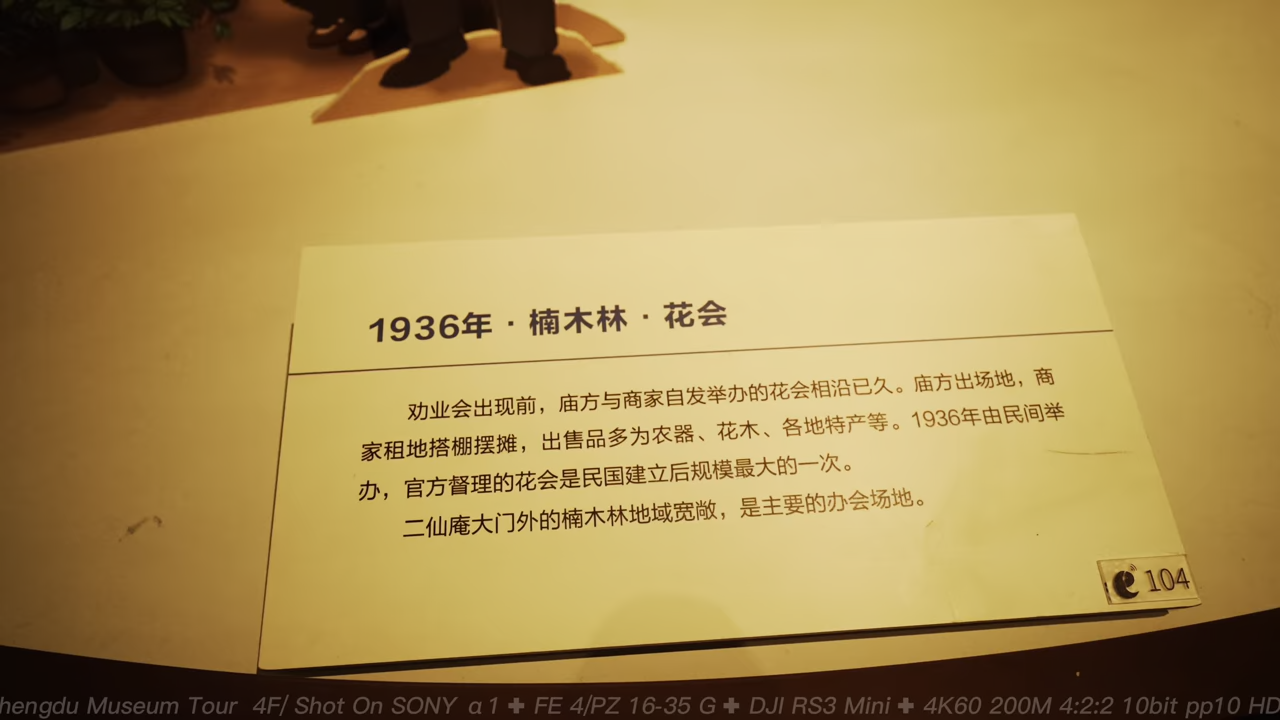 1936年·楠木林·花会
劝业会出现前，庙方与商家自发举办的花会相沿已久。庙方出场地，商
家租地搭棚摆摊，出售品多为农器、花木、各地特产等。1936年由民间举
办，官方督理的花会是民国建立后规模最大的一次。
二仙庵大门外的楠木林地域宽敞，是主要的办会场地。
104
hengdu Museum Tour 4F/ Shot On SONY α1 ✚ FE 4/PZ 16-35 G ✚ DJI RS3 Mini ✚ 4K60 200M 4:2:2 10bit pp10 HD